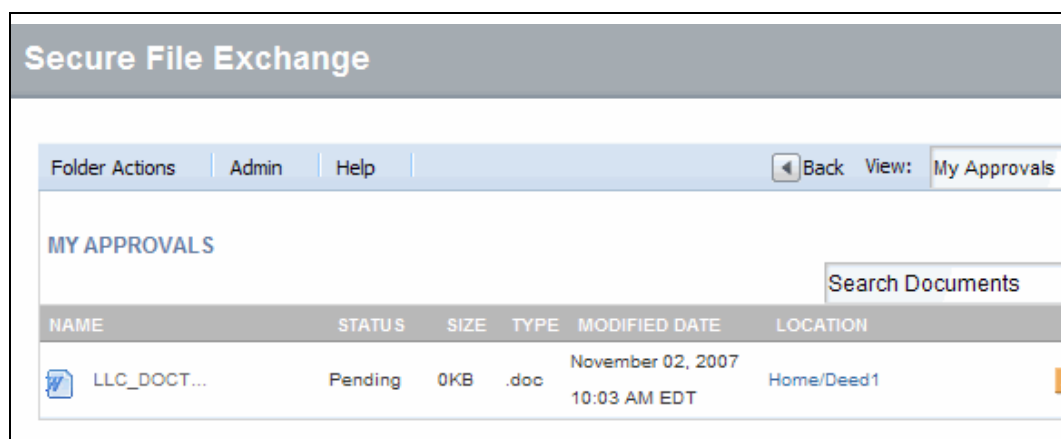 Secure File Exchange
Folder Actions Admin Help Back View: My Approvals
MY APPROVALS
Search Documents
NAME STATUS SIZE TYPE MODIFIED DATE LOCATION
LLC_DOCT... Pending 0KB .doc November 02, 2007 10:03 AM EDT Home/Deed1